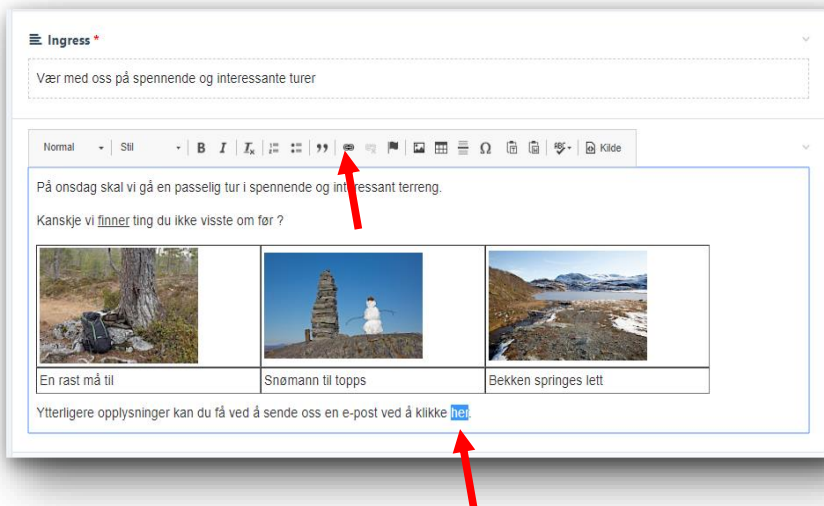 Ingress *
Vær med oss på spennende og interessante turer
Normal Stil B I Ix Ω ABC Kilde
På onsdag skal vi gå en passelig tur i spennende og interessant terreng.
Kanskje vi finner ting du ikke visste om før ?
En rast må til Snømann til topps Bekken springes lett
Ytterligere opplysninger kan du få ved å sende oss en e-post ved å klikke her.